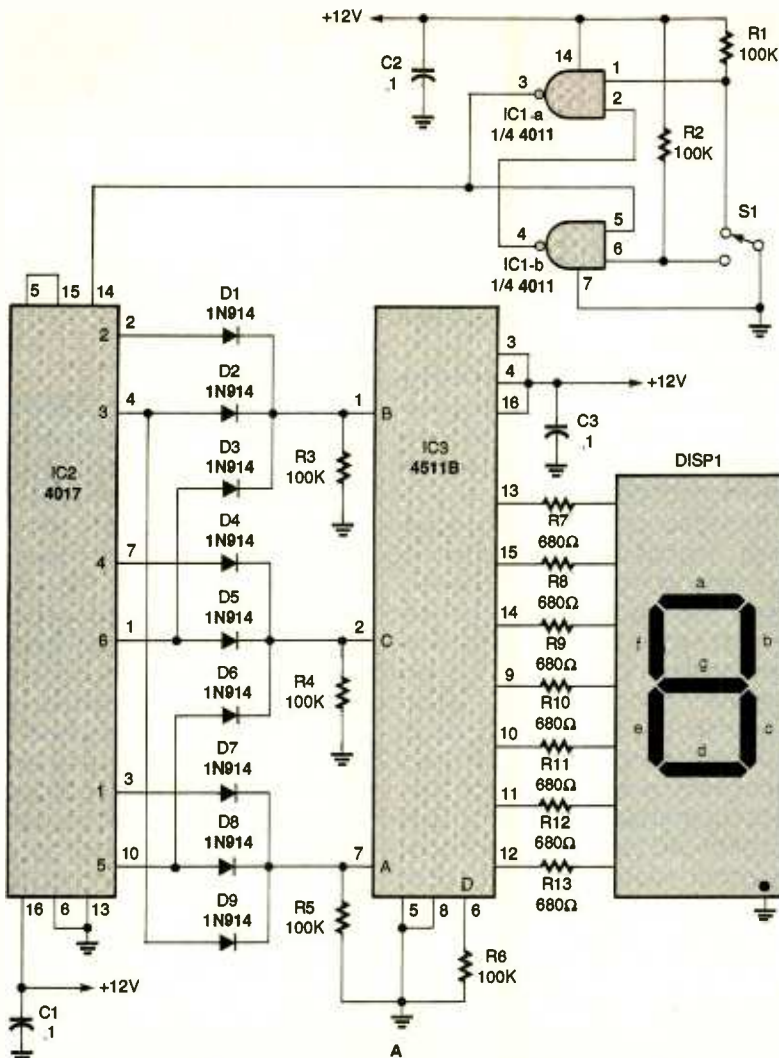 +12V
R1
100K
C2
.1
14
3
1
2
IC1-a
1/4 4011
R2
100K
S1
5
4
6
IC1-b
1/4 4011
7
5
15
14
D1
1N914
2
2
3
4
+12V
16
D2
1N914
3
4
1
B
IC3
4511B
C3
.1
IC2
4017
D3
1N914
R3
100K
DISP1
13
R7
680Ω
D4
1N914
4
7
15
R8
680Ω
a
D5
1N914
6
1
2
C
14
R9
680Ω
f
b
g
D6
1N914
R4
100K
9
R10
680Ω
e
c
D7
1N914
10
R11
680Ω
d
1
3
11
R12
680Ω
D8
1N914
5
10
7
A
12
R13
680Ω
D
16
6
13
D9
1N914
R5
100K
5
8
6
R6
100K
+12V
C1
.1
A